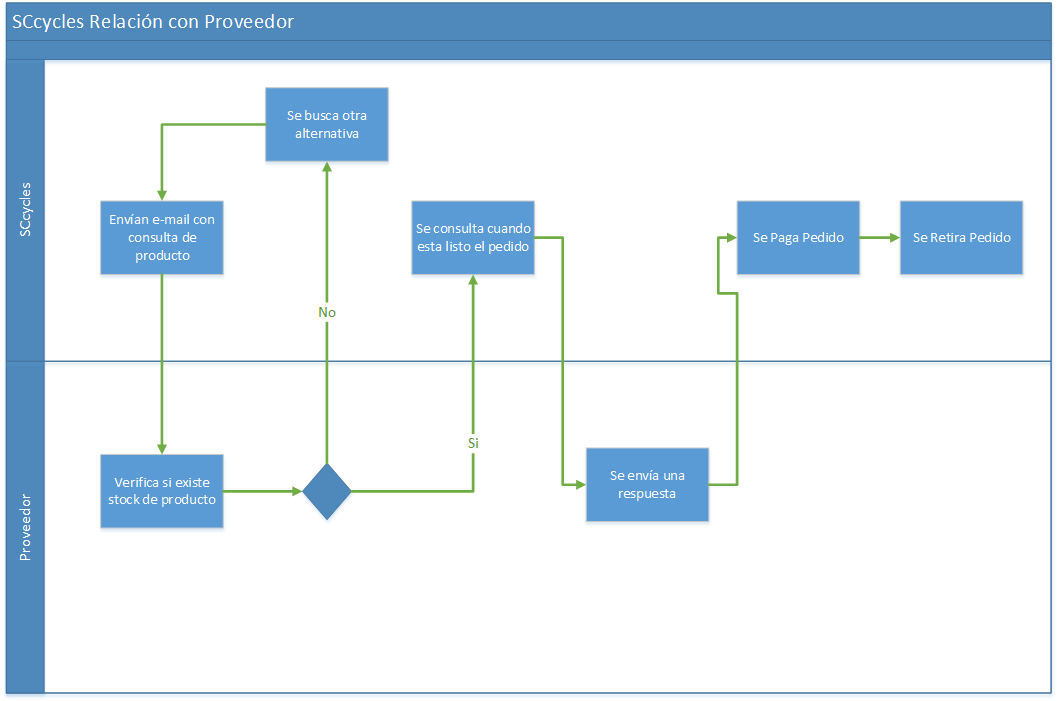 SCcycles Relación con Proveedor
SCcycles
Se busca otra
alternativa
Envían e-mail con
consulta de
producto
Se consulta cuando
esta listo el pedido
Se Paga Pedido
Se Retira Pedido
No
Si
Proveedor
Verifica si existe
stock de producto
Se envía una
respuesta